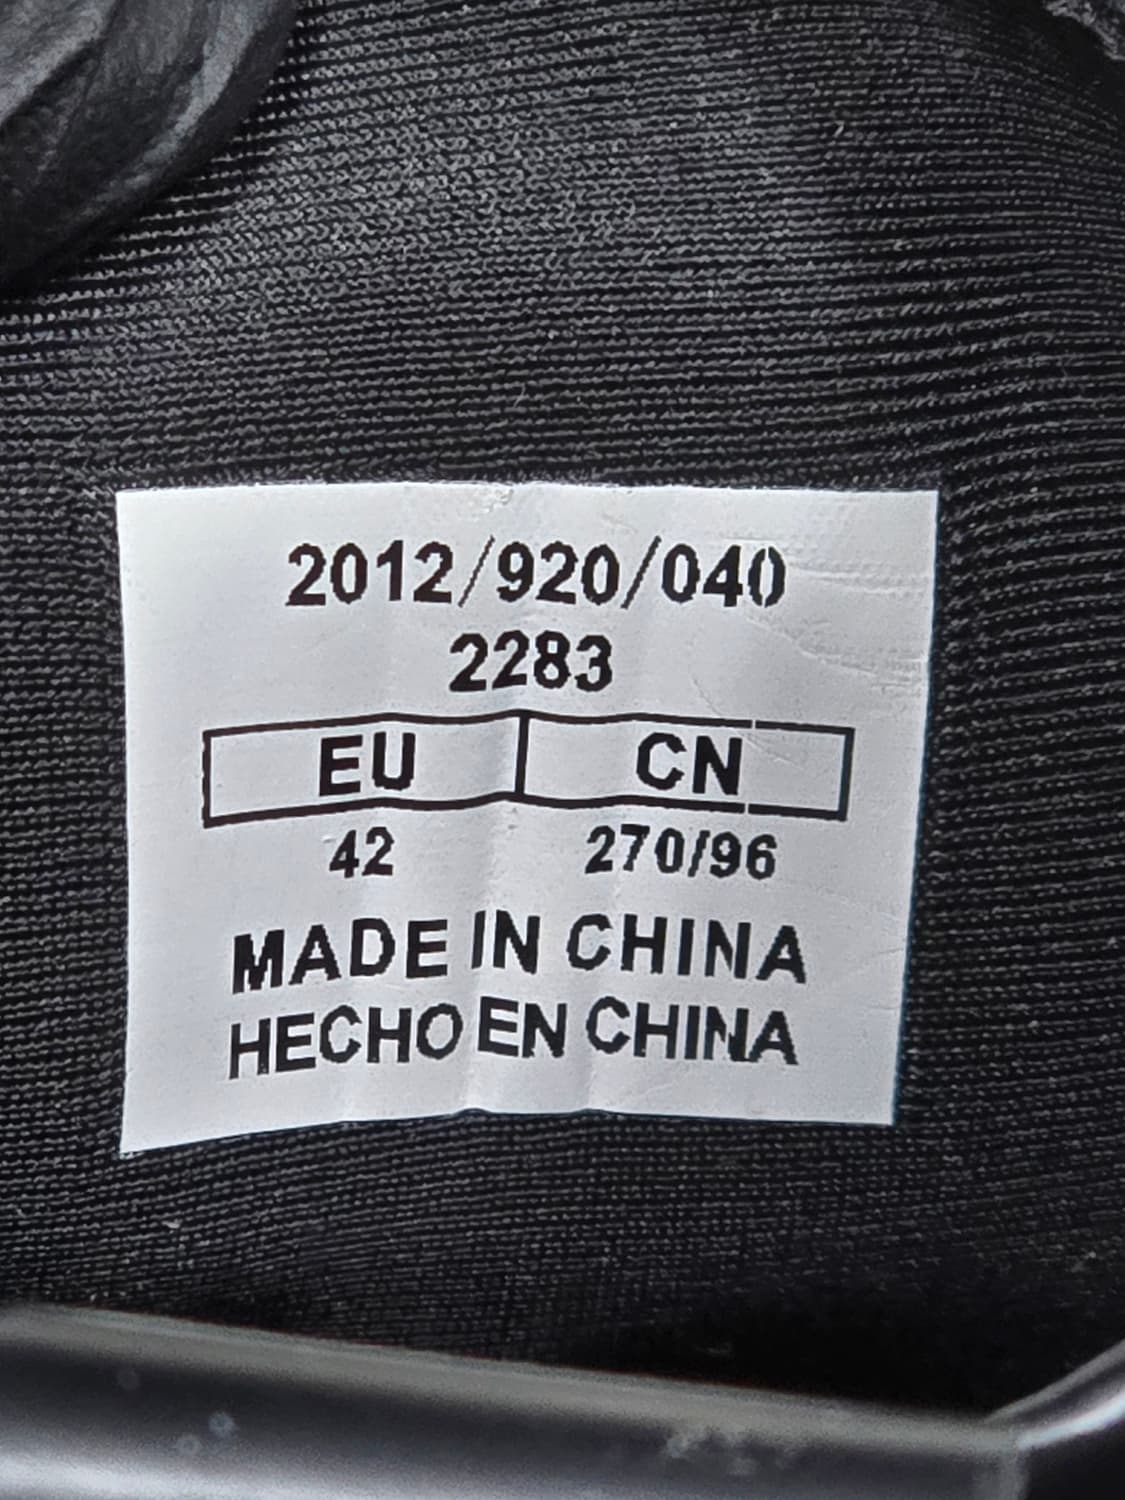 2012/920/040
2283
EU CN
42 270/96
MADE IN CHINA
HECHO EN CHINA